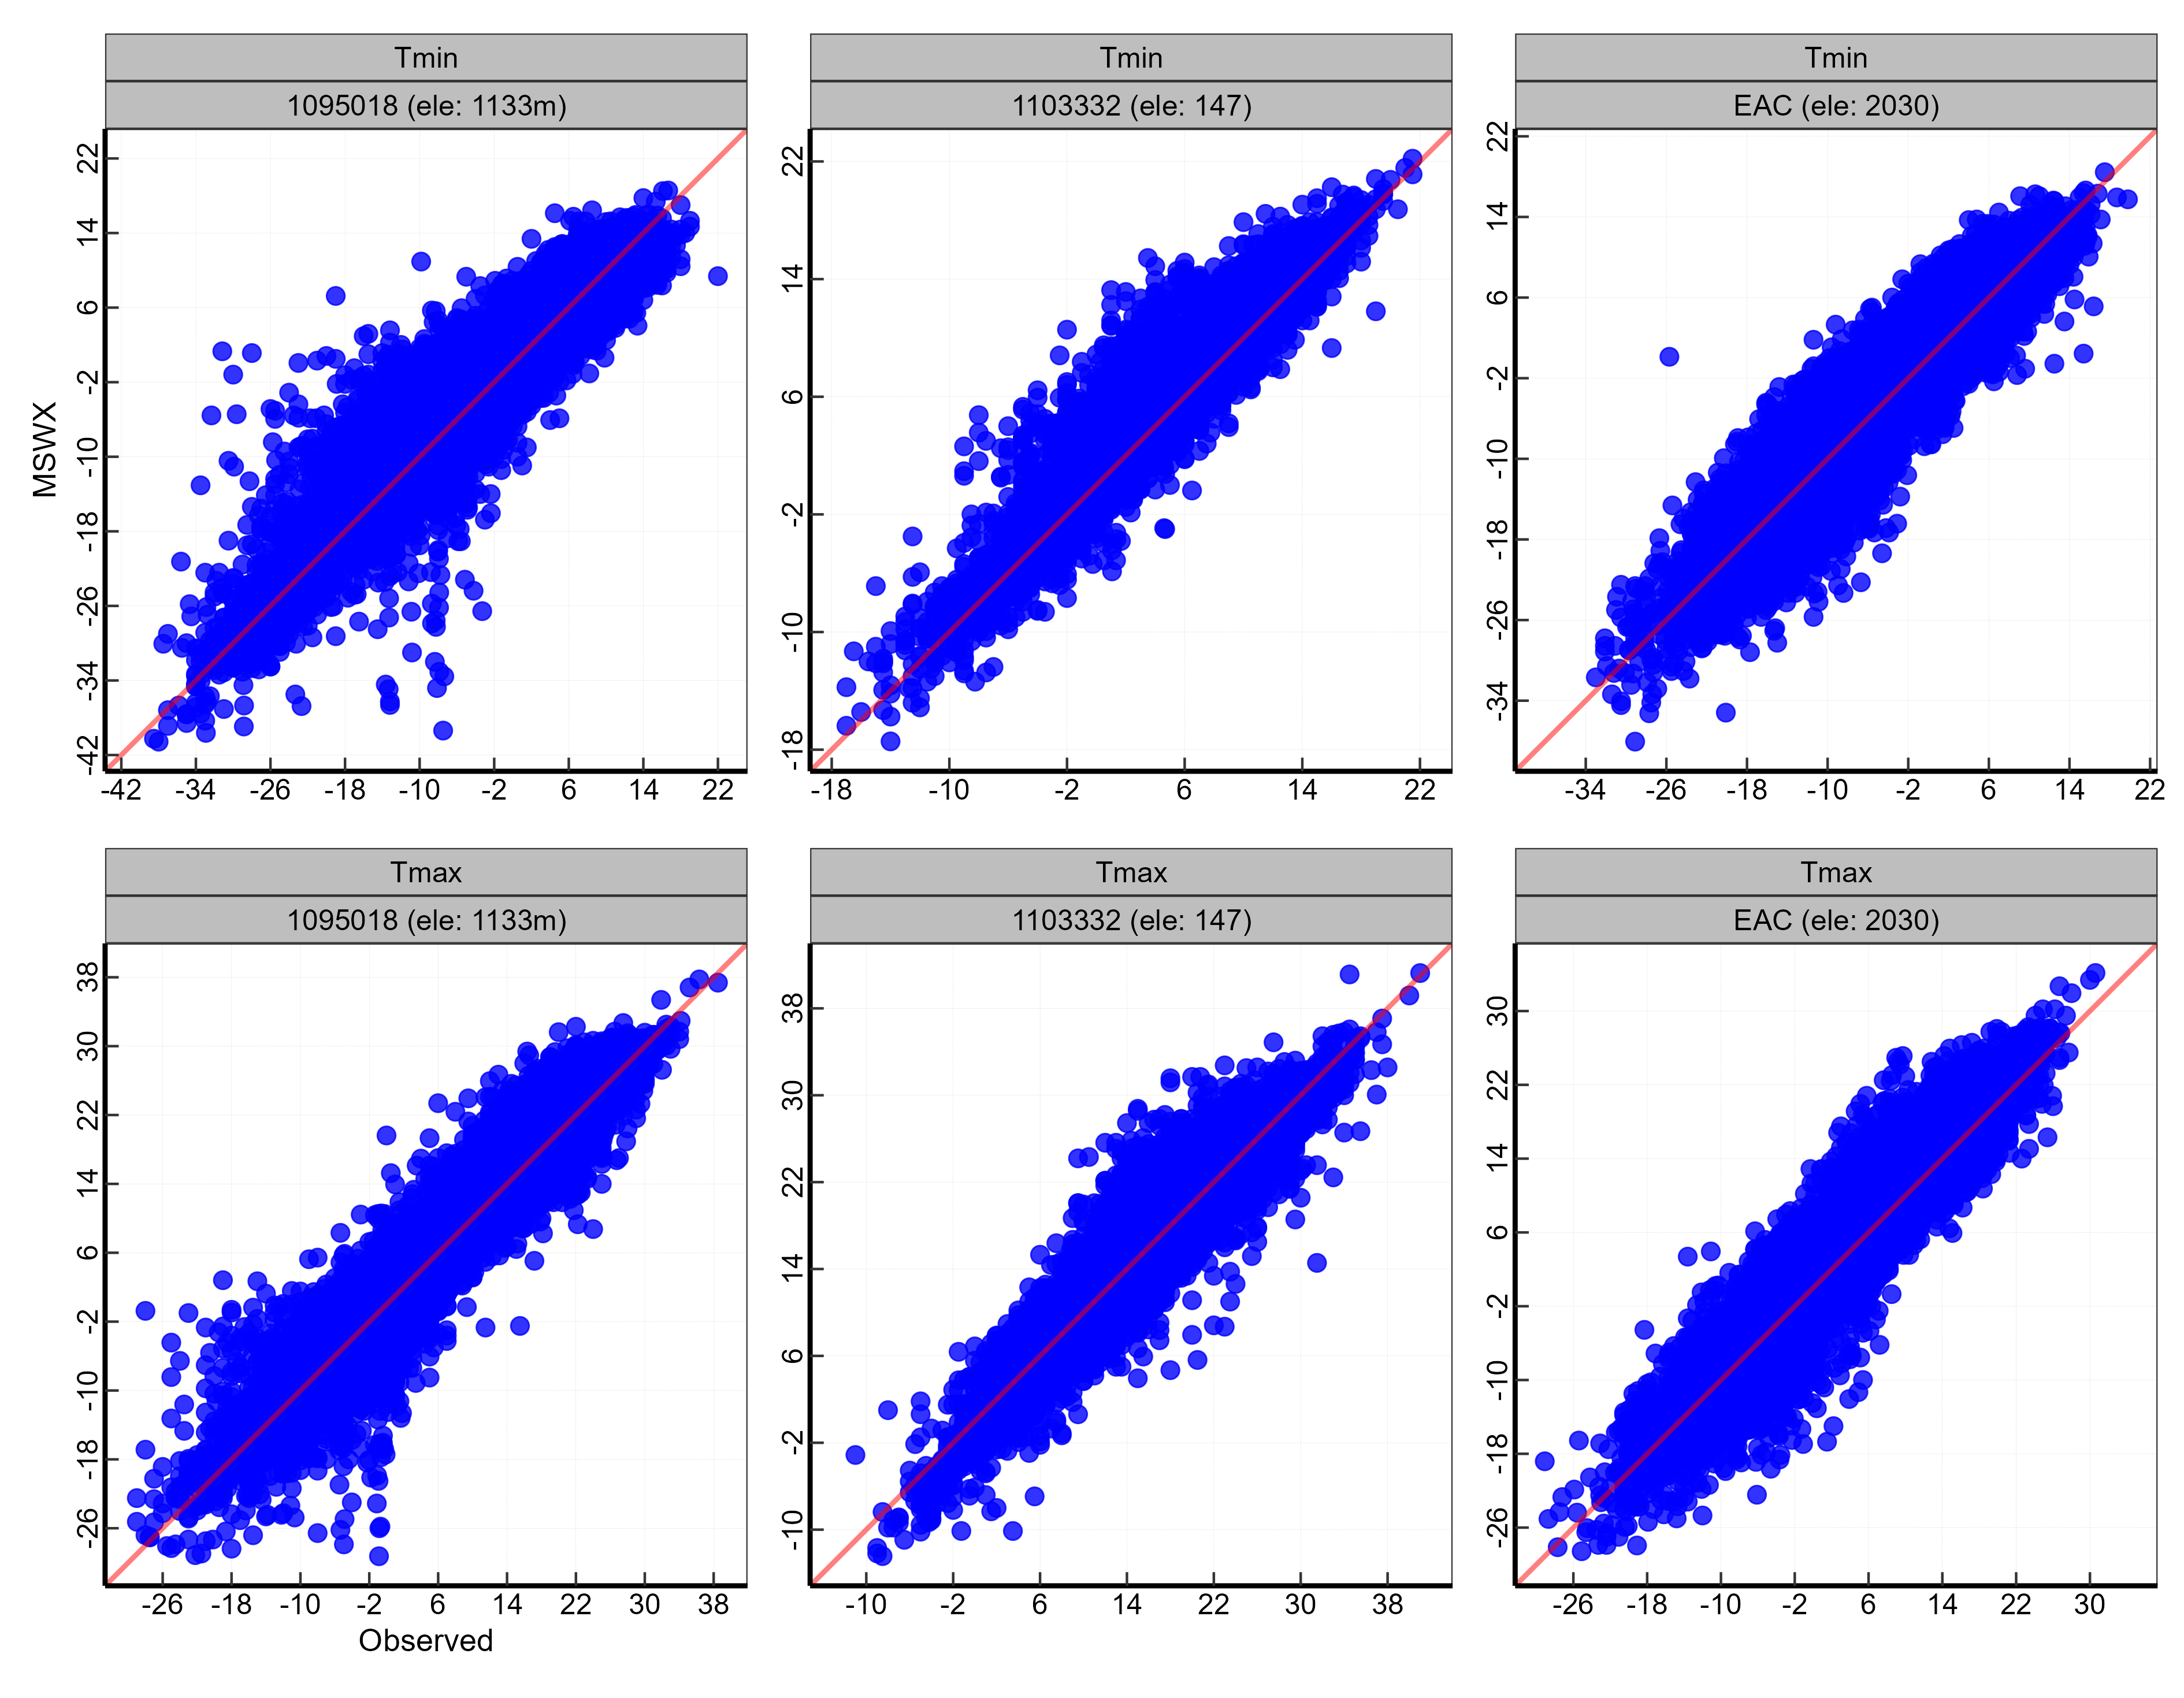 Tmin
Tmin
Tmin
1095018 (ele: 1133m)
1103332 (ele: 147)
EAC (ele: 2030)
MSWX
22
14
6
-2
-10
-18
-26
-34
-42
-42 -34 -26 -18 -10 -2 6 14 22
22
14
6
-2
-10
-18
-18 -10 -2 6 14 22
22
14
6
-2
-10
-18
-26
-34
-34 -26 -18 -10 -2 6 14 22
Tmax
Tmax
Tmax
1095018 (ele: 1133m)
1103332 (ele: 147)
EAC (ele: 2030)
38
30
22
14
6
-2
-10
-18
-26
-26 -18 -10 -2 6 14 22 30 38
38
30
22
14
6
-2
-10
-10 -2 6 14 22 30 38
30
22
14
6
-2
-10
-18
-26
-26 -18 -10 -2 6 14 22 30
Observed